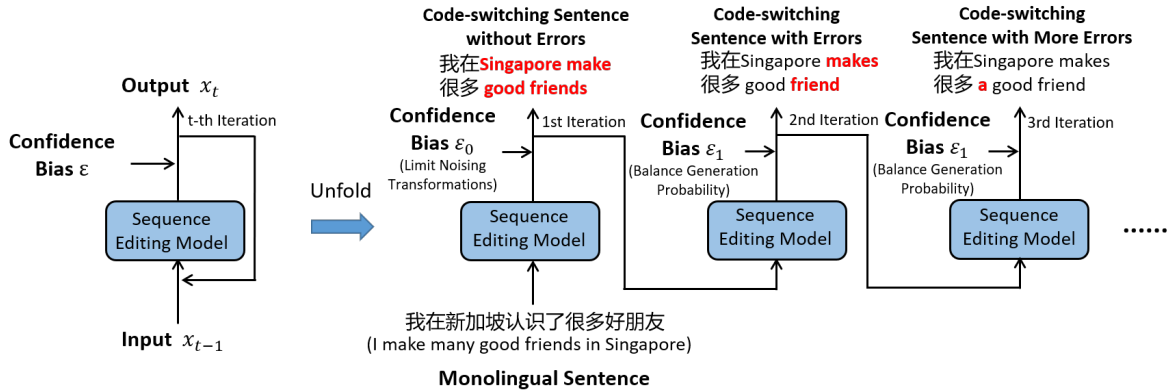 Output x_t
t-th Iteration
Confidence
Bias ε
Sequence
Editing Model
Input x_{t−1}
Unfold
Code-switching Sentence
without Errors
我在Singapore make
很多 good friends
1st Iteration
Confidence
Bias ε_0
(Limit Noising
Transformations)
Sequence
Editing Model
我在新加坡认识了很多好朋友
(I make many good friends in Singapore)
Monolingual Sentence
Code-switching
Sentence with Errors
我在Singapore makes
很多 good friend
2nd Iteration
Confidence
Bias ε_1
(Balance Generation
Probability)
Sequence
Editing Model
Code-switching
Sentence with More Errors
我在Singapore makes
很多 a good friend
3rd Iteration
Confidence
Bias ε_1
(Balance Generation
Probability)
Sequence
Editing Model
......